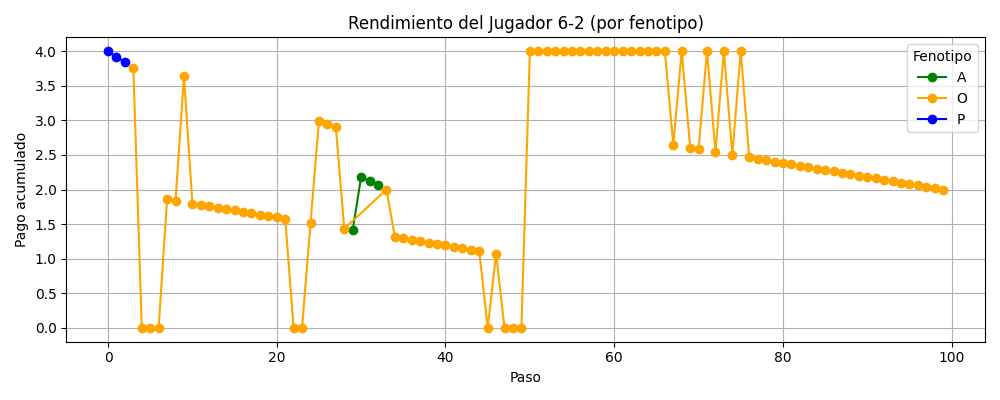 Rendimiento del Jugador 6-2 (por fenotipo)
Pago acumulado
4.0
3.5
3.0
2.5
2.0
1.5
1.0
0.5
0.0
Fenotipo
A
O
P
0 20 40 60 80 100
Paso